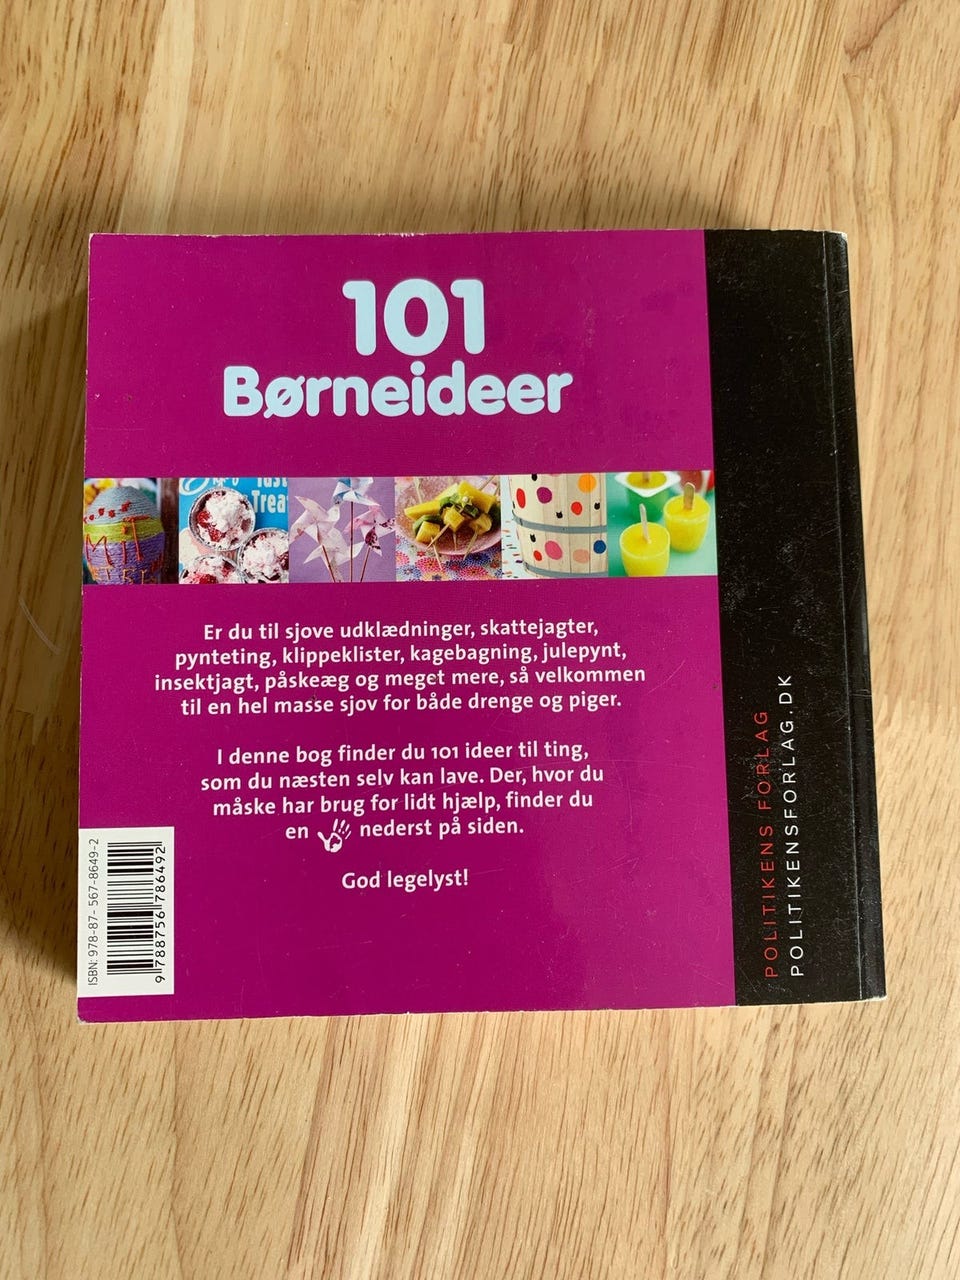 101
Børneideer
Treat
Er du til sjove udklædninger, skattejagter,
pynteting, klippeklister, kagebagning, julepynt,
insektjagt, påskeæg og meget mere, så velkommen
til en hel masse sjov for både drenge og piger.
I denne bog finder du 101 ideer til ting,
som du næsten selv kan lave. Der, hvor du
måske har brug for lidt hjælp, finder du
en nederst på siden.
God legelyst!
ISBN: 978-87-567-8649-2
9788756786492
POLITIKENS FORLAG
POLITIKENSFORLAG.DK